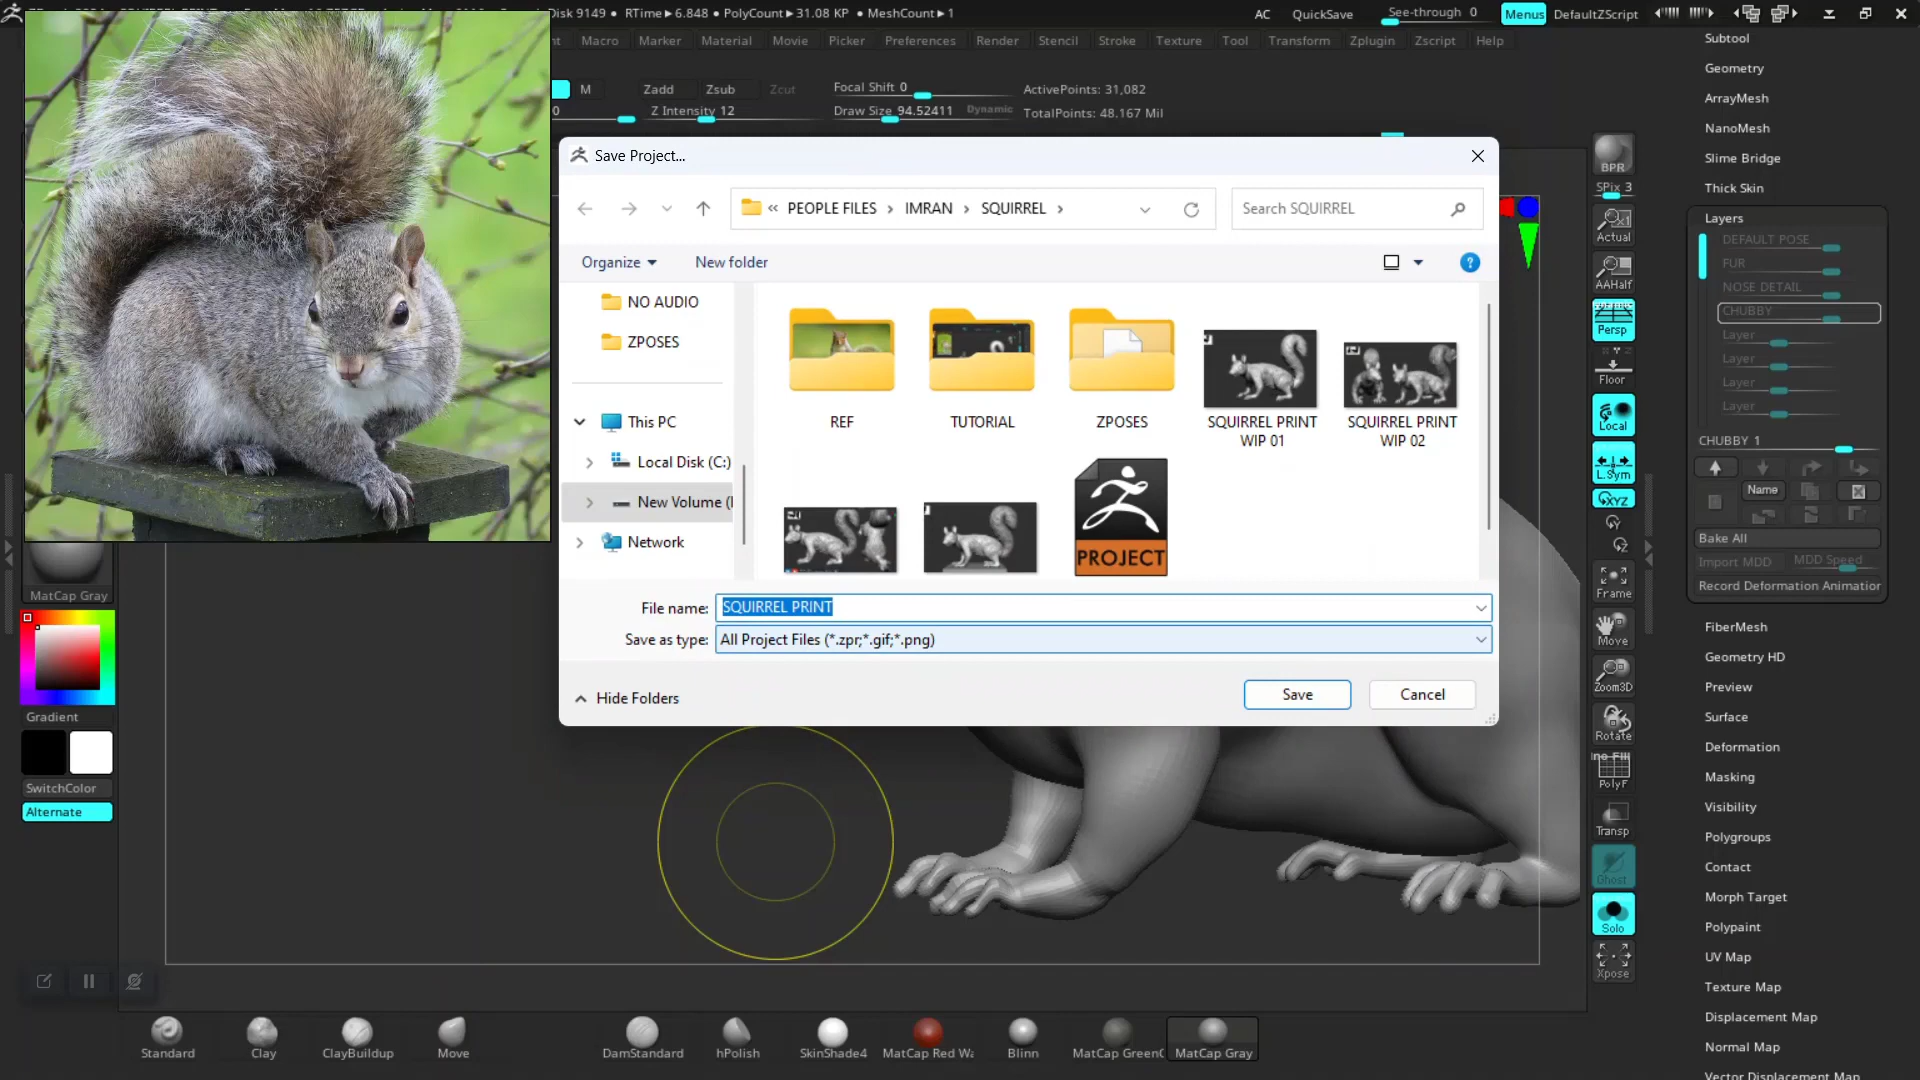 Disk 9149 • RTime▶6.848 • PolyCount▶31.08 KP • MeshCount▶1
AC QuickSave See-through 0 Menus DefaultZScript
Macro Marker Material Movie Picker Preferences Render Stencil Stroke Texture Tool Transform Zplugin Zscript Help
M Zadd Zsub Zcut Focal Shift 0 ActivePoints: 31,082
0 Z Intensity 12 Draw Size 94.52411 Dynamic TotalPoints: 48.167 Mil
Save Project...
« PEOPLE FILES › IMRAN › SQUIRREL ›
Search SQUIRREL
Organize New folder
NO AUDIO
ZPOSES
This PC
Local Disk (C:)
New Volume (
Network
REF
TUTORIAL
ZPOSES
SQUIRREL PRINT
WIP 01
SQUIRREL PRINT
WIP 02
PROJECT
File name: SQUIRREL PRINT
Save as type: All Project Files (*.zpr;*.gif;*.png)
Hide Folders
Save Cancel
MatCap Gray
Gradient
SwitchColor
Alternate
Standard Clay ClayBuildup Move DamStandard hPolish SkinShade4 MatCap Red Wa Blinn MatCap GreenC MatCap Gray
BPR
SPix 3
Actual
AAHalf
Persp
Floor
Local
L.Sym
XYZ
Frame
Move
Zoom3D
Rotate
PolyF
Transp
Ghost
Solo
Xpose
Subtool
Geometry
ArrayMesh
NanoMesh
Slime Bridge
Thick Skin
Layers
DEFAULT POSE
FUR
NOSE DETAIL
CHUBBY
Layer
Layer
Layer
Layer
CHUBBY 1
Name
Bake All
Import MDD MDD Speed
Record Deformation Animation
FiberMesh
Geometry HD
Preview
Surface
Deformation
Masking
Visibility
Polygroups
Contact
Morph Target
Polypaint
UV Map
Texture Map
Displacement Map
Normal Map
Vector Displacement Map